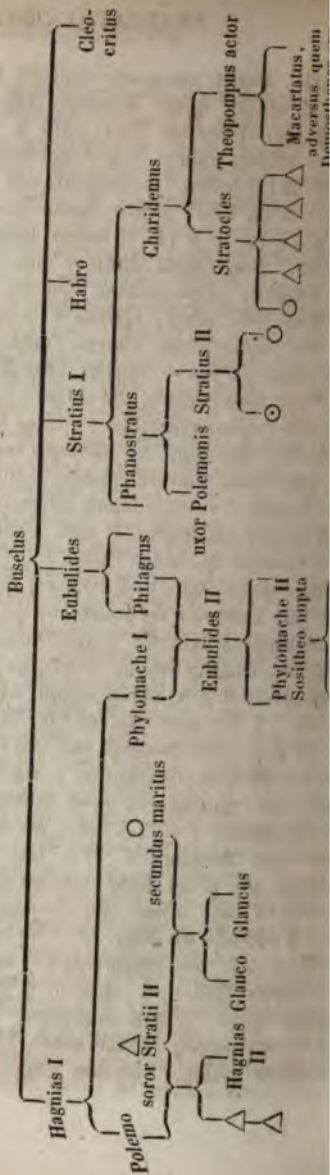 Buselus
Hagnias I
Eubulides
Stratius I
Habro
Cleo-
critus
Polemo
Phylomache I
Philagrus
Phanostratus
Charidemus
soror Stratii II
secundus maritus
Eubulides II
uxor Polemonis
Stratius II
Stratocles
Theopompus actor
Hagnias
II
Glauco
Glaucus
Phylomache II
Sositheo nupta
Macartatus,
adversus quem